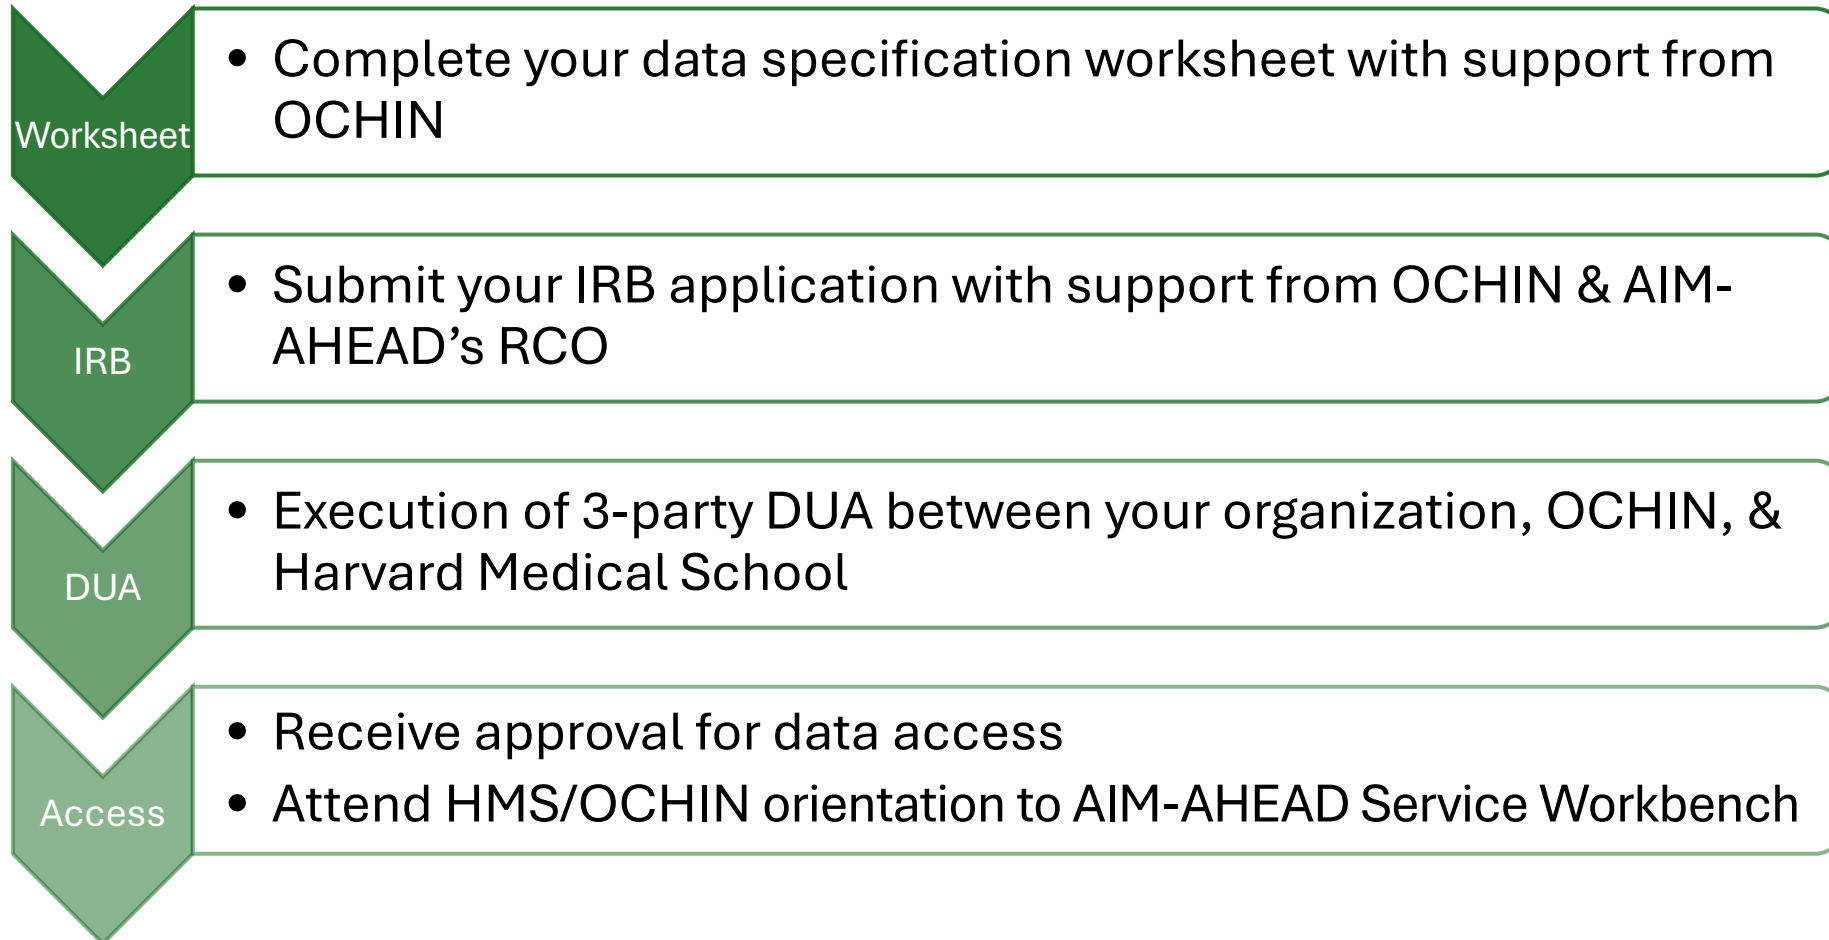 Worksheet
• Complete your data specification worksheet with support from
OCHIN
IRB
• Submit your IRB application with support from OCHIN & AIM-
AHEAD’s RCO
DUA
• Execution of 3-party DUA between your organization, OCHIN, &
Harvard Medical School
Access
• Receive approval for data access
• Attend HMS/OCHIN orientation to AIM-AHEAD Service Workbench